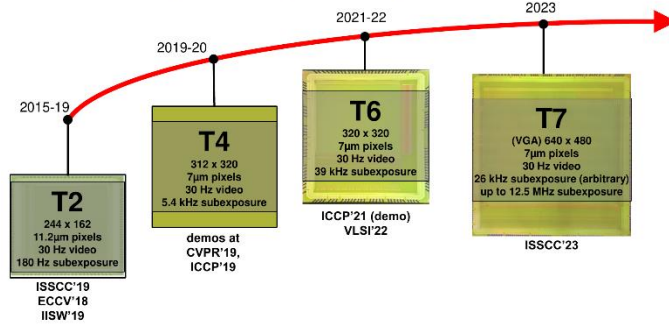 2023
2021-22
2019-20
2015-19
T2
244 x 162
11.2µm pixels
30 Hz video
180 Hz subexposure
ISSCC'19
ECCV'18
IISW'19
T4
312 x 320
7µm pixels
30 Hz video
5.4 kHz subexposure
demos at
CVPR'19,
ICCP'19
T6
320 x 320
7µm pixels
30 Hz video
39 kHz subexposure
ICCP'21 (demo)
VLSI'22
T7
(VGA) 640 x 480
7µm pixels
30 Hz video
26 kHz subexposure (arbitrary)
up to 12.5 MHz subexposure
ISSCC'23